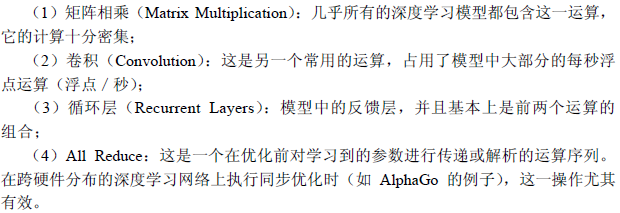 （1）矩阵相乘（Matrix Multiplication）：几乎所有的深度学习模型都包含这一运算，
它的计算十分密集；
（2）卷积（Convolution）：这是另一个常用的运算，占用了模型中大部分的每秒浮
点运算（浮点／秒）；
（3）循环层（Recurrent Layers）：模型中的反馈层，并且基本上是前两个运算的
组合；
（4）All Reduce：这是一个在优化前对学习到的参数进行传递或解析的运算序列。
在跨硬件分布的深度学习网络上执行同步优化时（如 AlphaGo 的例子），这一操作尤其
有效。